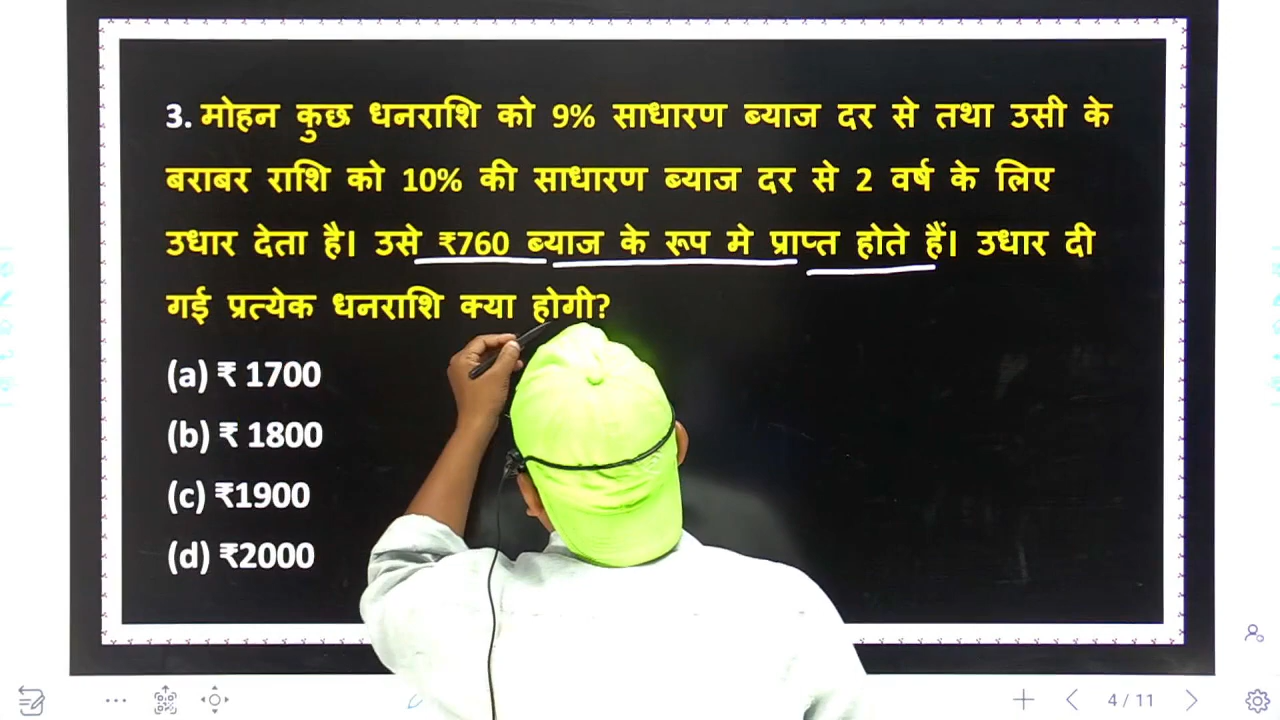 3. मोहन कुछ धनराशि को 9% साधारण ब्याज दर से तथा उसी के
बराबर राशि को 10% की साधारण ब्याज दर से 2 वर्ष के लिए
उधार देता है। उसे ₹760 ब्याज के रूप मे प्राप्त होते हैं। उधार दी
गई प्रत्येक धनराशि क्या होगी?
(a) ₹ 1700
(b) ₹ 1800
(c) ₹1900
(d) ₹2000
4 / 11